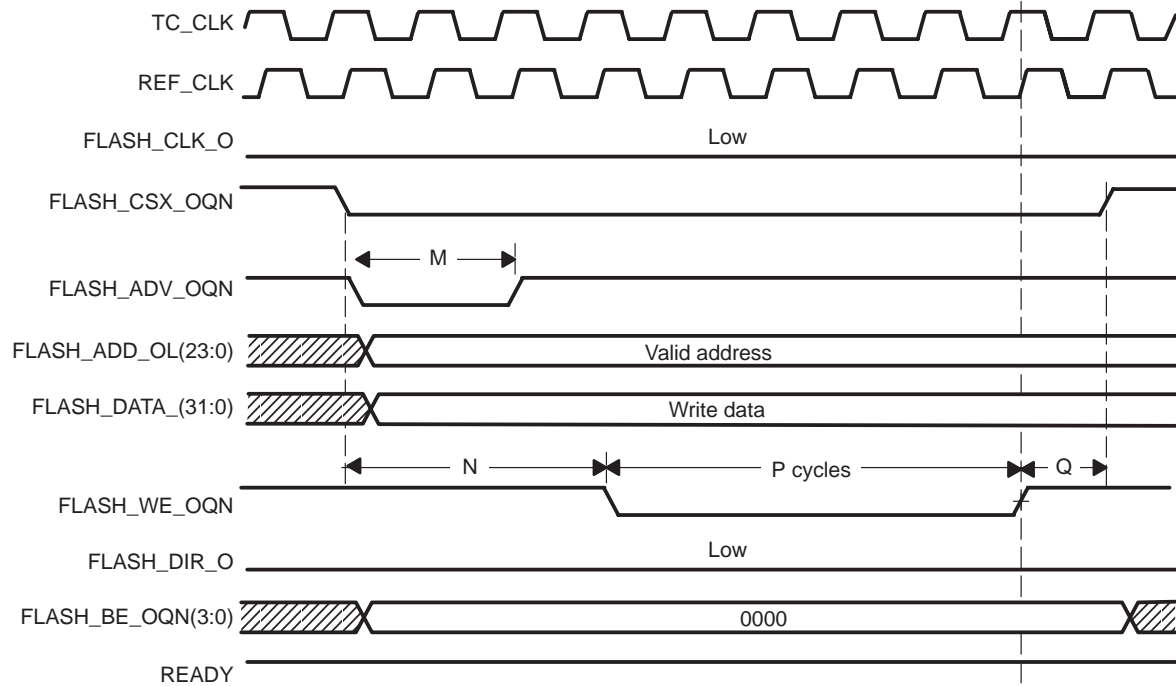 TC_CLK
REF_CLK
FLASH_CLK_O
Low
FLASH_CSX_OQN
M
FLASH_ADV_OQN
FLASH_ADD_OL(23:0)
Valid address
FLASH_DATA_(31:0)
Write data
N
P cycles
Q
FLASH_WE_OQN
FLASH_DIR_O
Low
FLASH_BE_OQN(3:0)
0000
READY